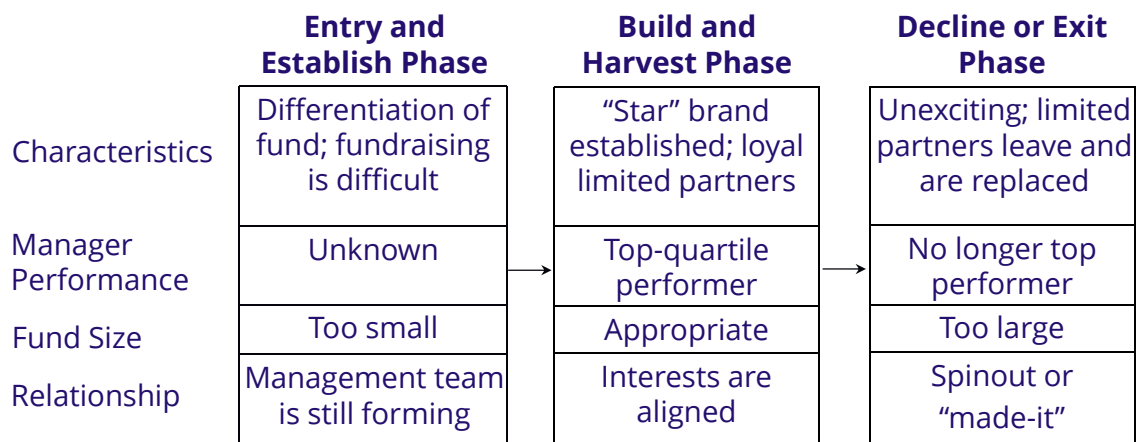 Entry and
Establish Phase
Build and
Harvest Phase
Decline or Exit
Phase
Characteristics
Differentiation of
fund; fundraising
is difficult
“Star” brand
established; loyal
limited partners
Unexciting; limited
partners leave and
are replaced
Manager
Performance
Unknown
Top-quartile
performer
No longer top
performer
Fund Size
Too small
Appropriate
Too large
Relationship
Management team
is still forming
Interests are
aligned
Spinout or
“made-it”